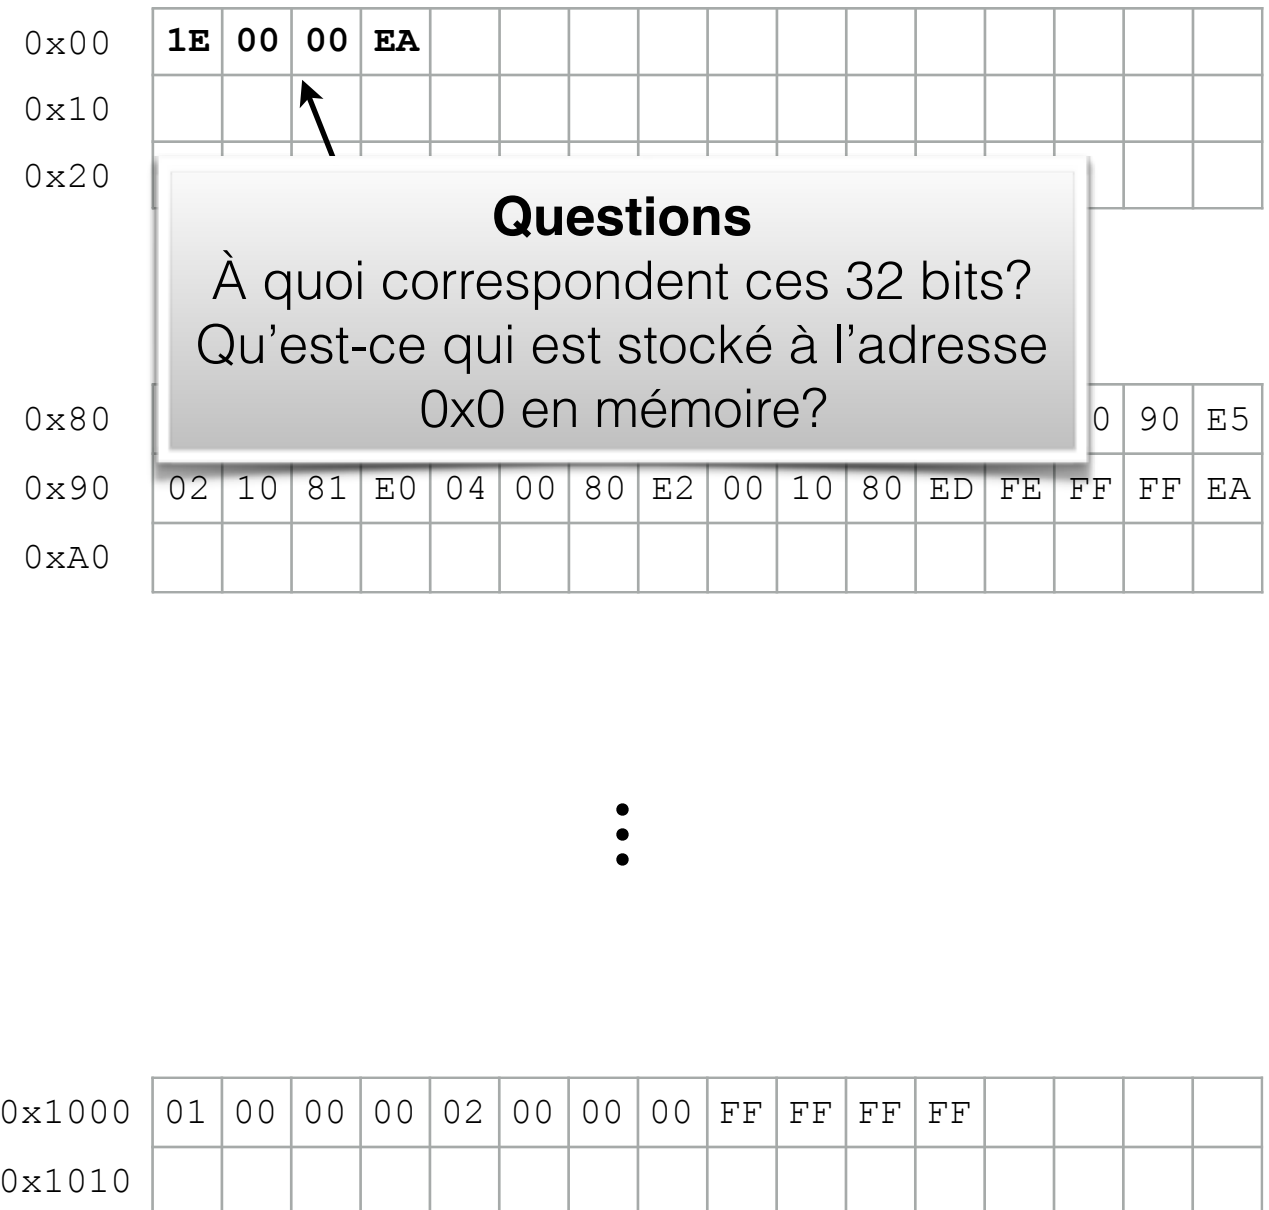 0x00 1E 00 00 EA
0x10
0x20
Questions
À quoi correspondent ces 32 bits?
Qu’est-ce qui est stocké à l’adresse
0x0 en mémoire?
0x80 0 90 E5
0x90 02 10 81 E0 04 00 80 E2 00 10 80 ED FE FF FF EA
0xA0
0x1000 01 00 00 00 02 00 00 00 FF FF FF FF
0x1010